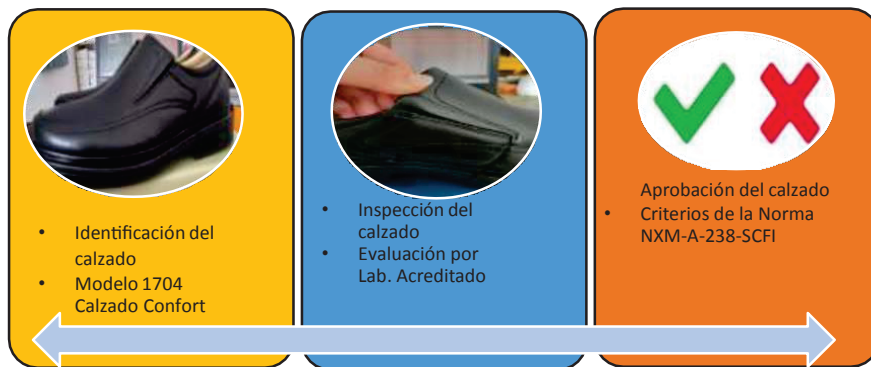 • Identificación del
calzado
• Modelo 1704
Calzado Confort
• Inspección del
calzado
• Evaluación por
Lab. Acreditado
Aprobación del calzado
• Criterios de la Norma
NXM-A-238-SCFI